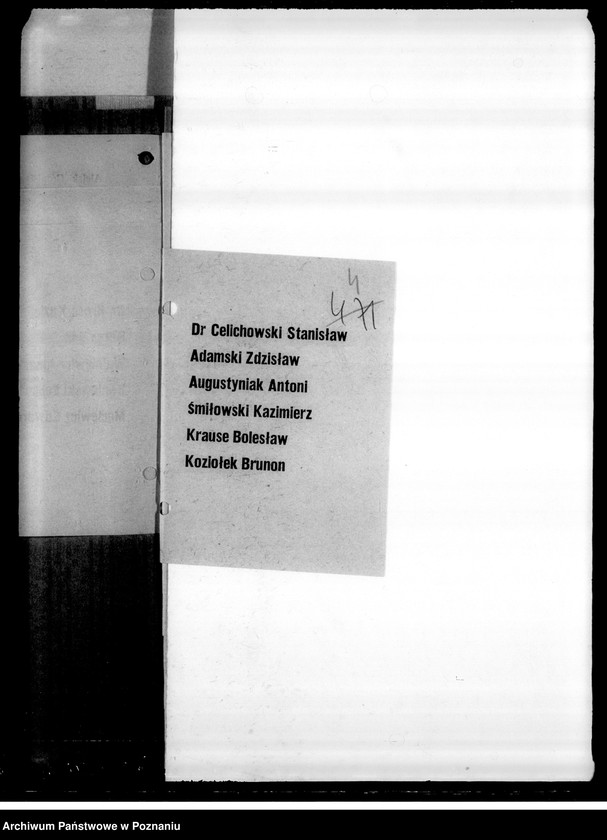 4
471
Dr Celichowski Stanisław
Adamski Zdzisław
Augustyniak Antoni
śmiłowski Kazimierz
Krause Bolesław
Koziołek Brunon
Archiwum Państwowe w Poznaniu